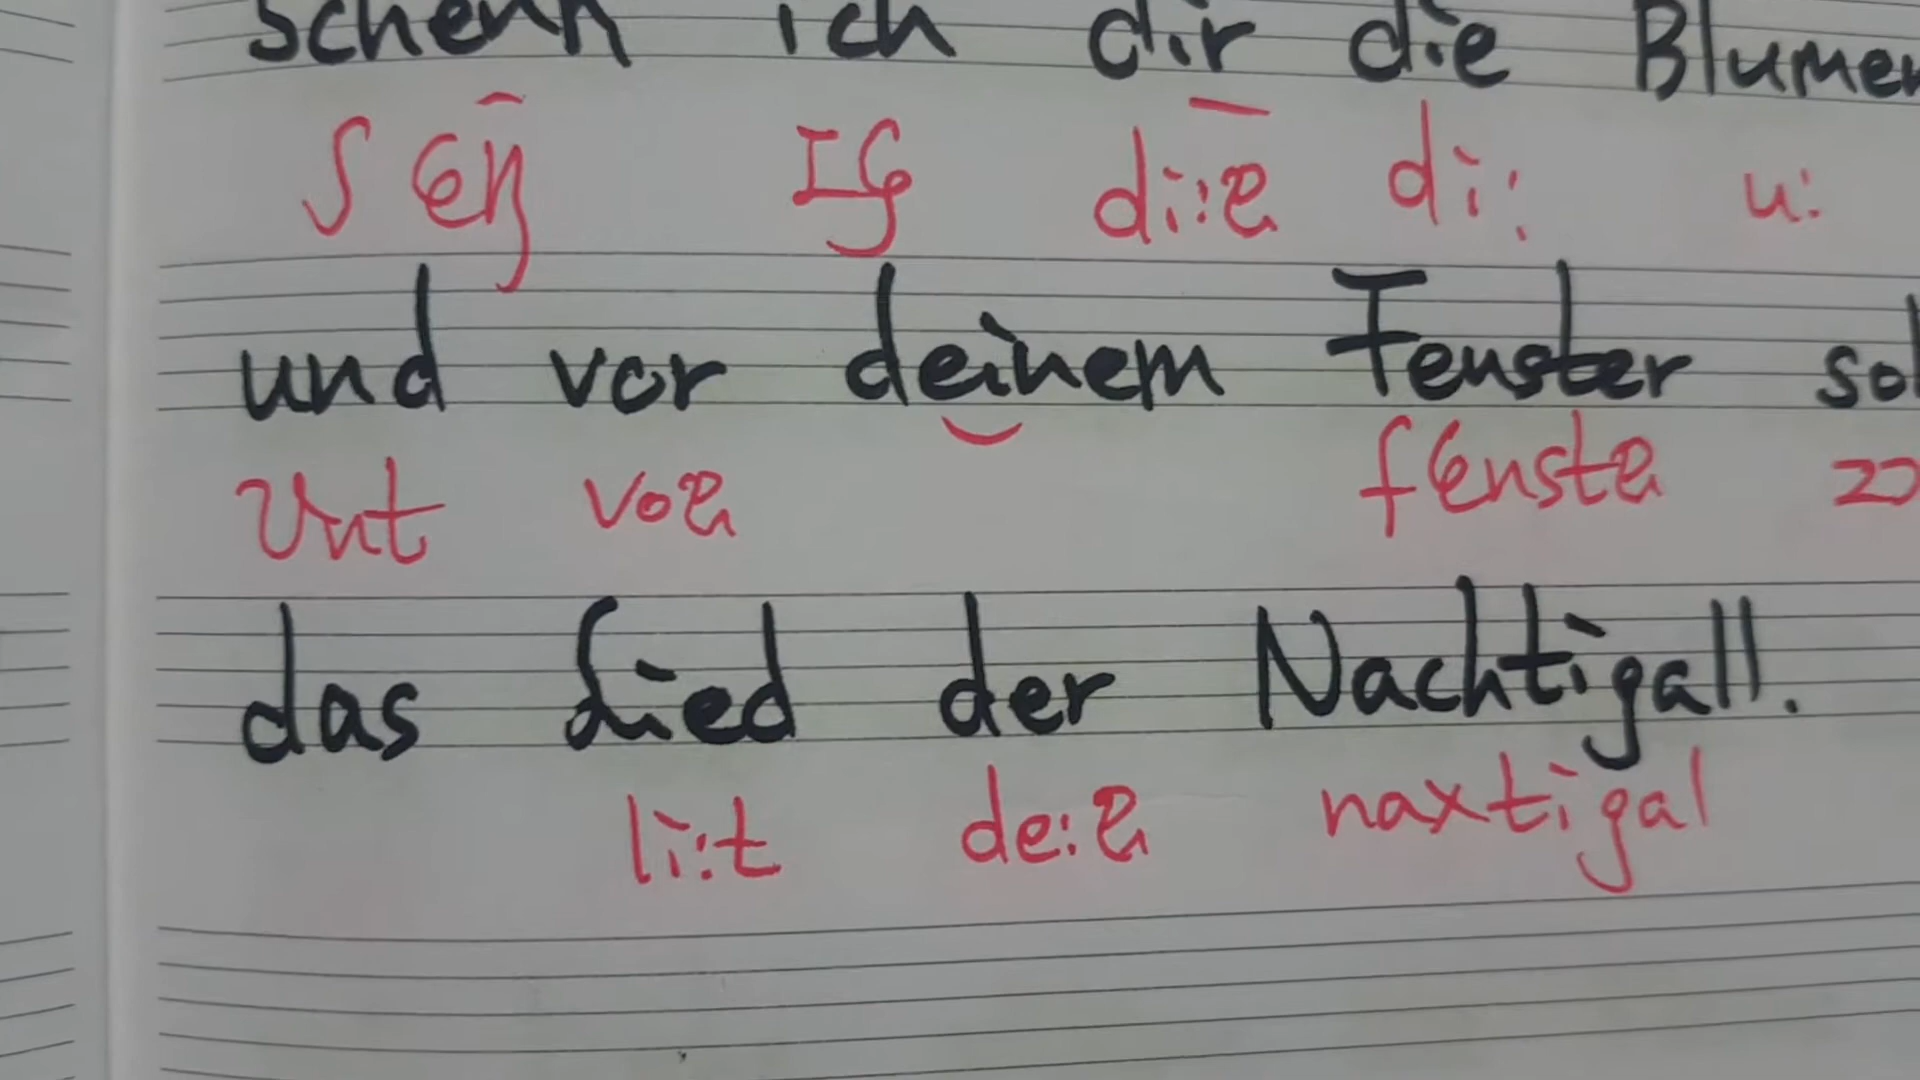 schenk ich dir die Blumen
ʃɛŋ ɪç diːɐ diː uː
und vor deinem Fenster
ʊnt voɐ fɛnstɐ
das Lied der Nachtigall.
liːt deːɐ naxtigal